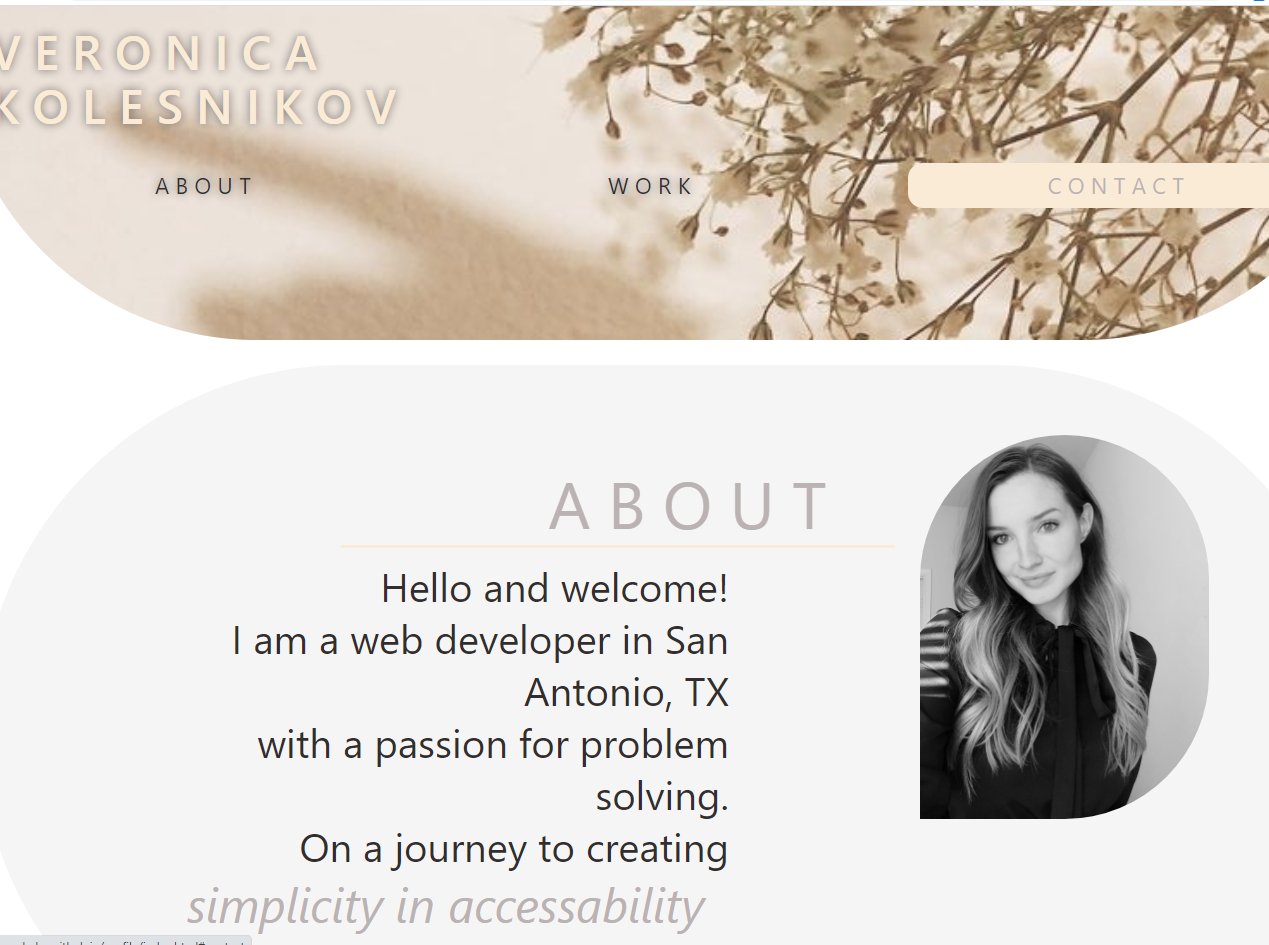 VERONICA
KOLESNIKOV
ABOUT
WORK
CONTACT
ABOUT
Hello and welcome!
I am a web developer in San
Antonio, TX
with a passion for problem
solving.
On a journey to creating
simplicity in accessability